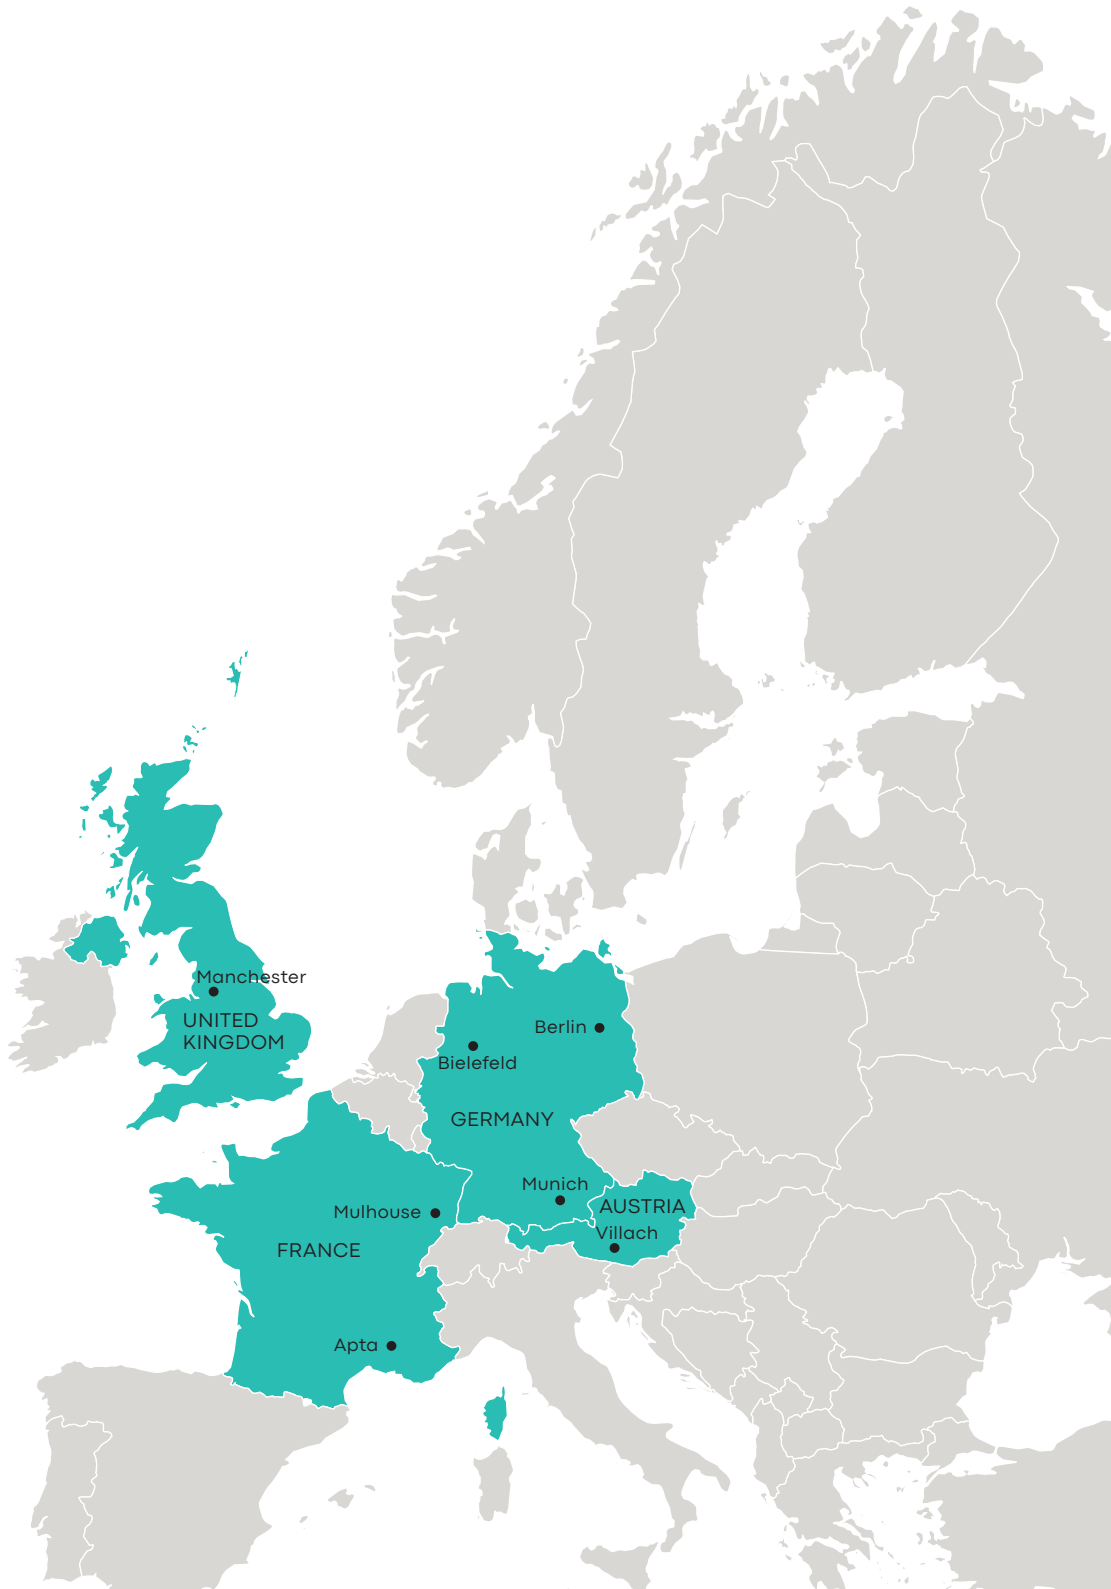 Manchester
UNITED
KINGDOM
Berlin
Bielefeld
GERMANY
Munich
AUSTRIA
Mulhouse
Villach
FRANCE
Apta